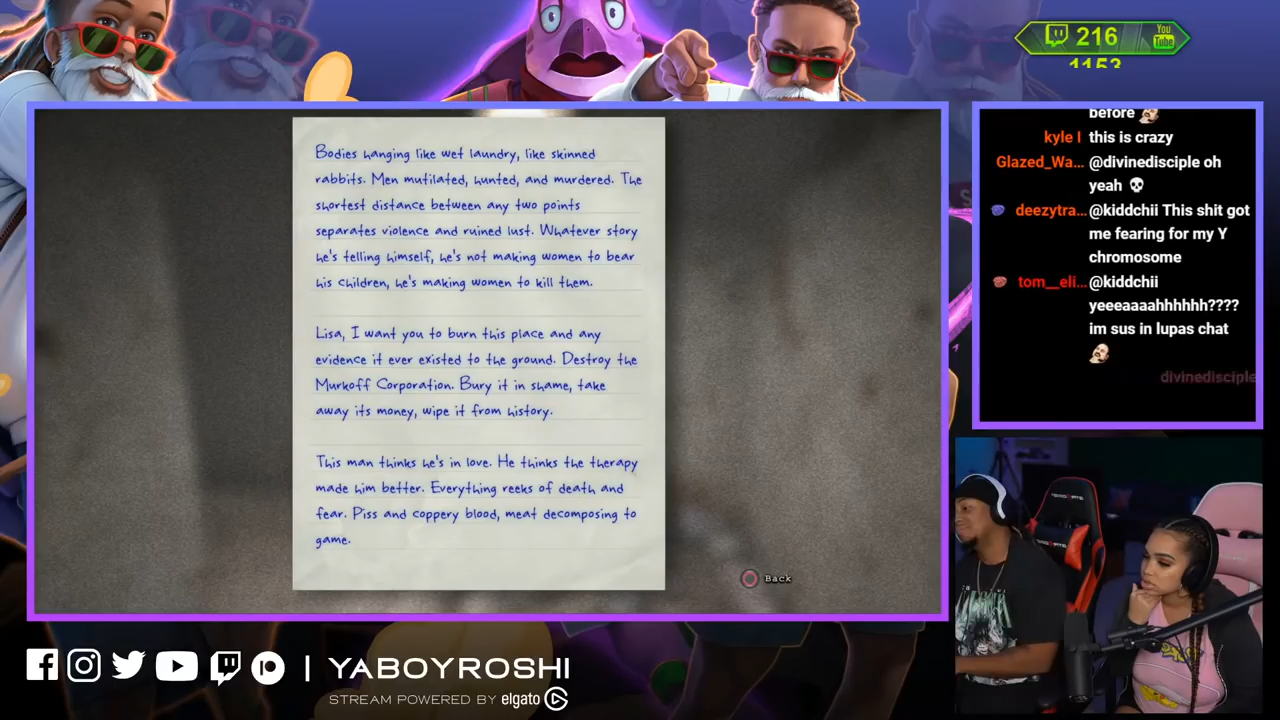 216
You
Tube
1153
Bodies hanging like wet laundry, like skinned
rabbits. Men mutilated, hunted, and murdered. The
shortest distance between any two points
separates violence and ruined lust. Whatever story
he's telling himself, he's not making women to bear
his children, he's making women to kill them.
Lisa, I want you to burn this place and any
evidence it ever existed to the ground. Destroy the
Murkoff Corporation. Bury it in shame, take
away its money, wipe it from history.
This man thinks he's in love. He thinks the therapy
made him better. Everything reeks of death and
fear. Piss and coppery blood, meat decomposing to
game.
Back
before
kyle l this is crazy
Glazed_Wa... @divinedisciple oh
yeah 💀
deezytra... @kiddchii This shit got
me fearing for my Y
chromosome
tom__eli... @kiddchii
yeeeaaaahhhhhh????
im sus in lupas chat
divinedisciple
| YABOYROSHI
STREAM POWERED BY elgato